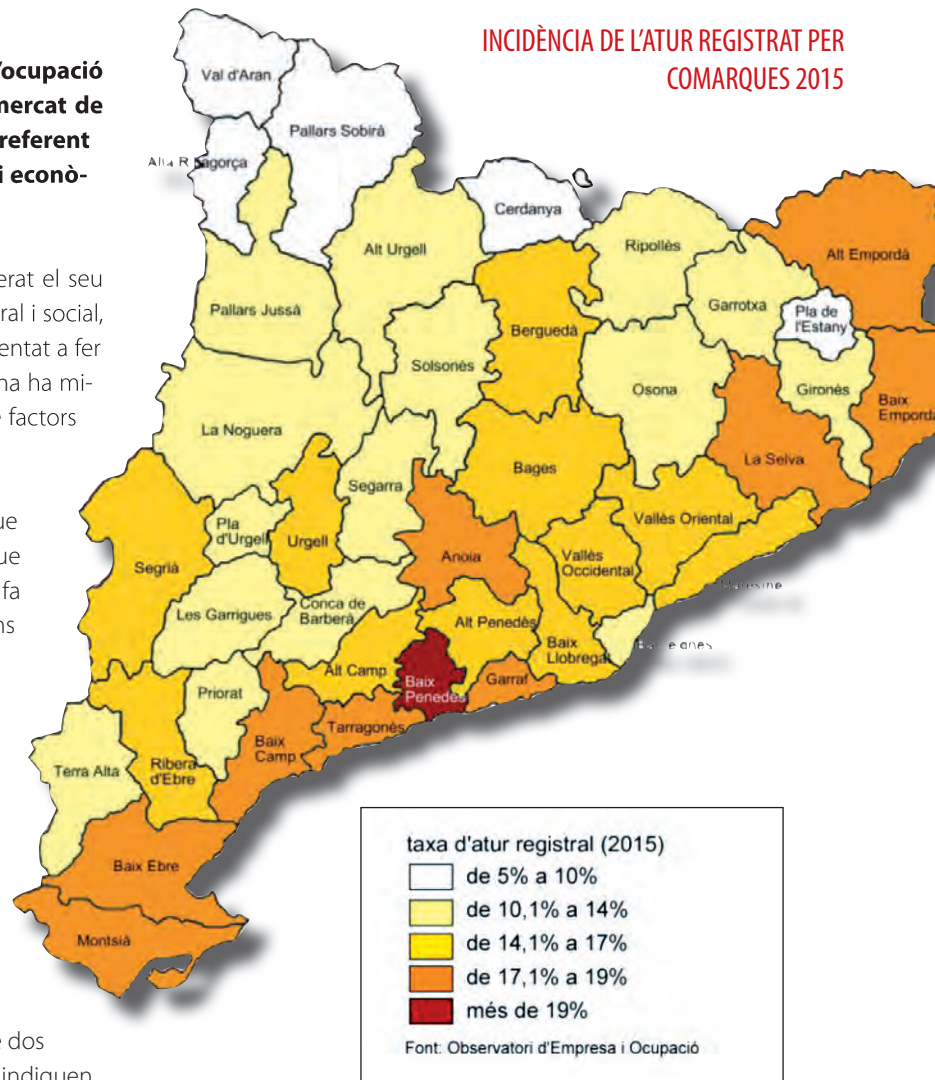 INCIDÈNCIA DE L'ATUR REGISTRAT PER
COMARQUES 2015
'ocupació
mercat de
referent
i econò-
erat el seu
ral i social,
entat a fer
na ha mi-
factors
ue
ue
fa
ns
dos
indiquen
Val d'Aran
Pallars Sobirà
Cerdanya
Alt Urgell
Ripollès
Alt Empordà
Garrotxa
Pla de
l'Estany
Pallars Jussà
Berguedà
Solsonès
Osona
Gironès
Baix
Empordà
La Noguera
La Selva
Bages
Segarra
Vallès Oriental
Pla
d'Urgell
Urgell
Anoia
Vallès
Occidental
Segrià
Les Garrigues
Conca de
Barberà
Alt Penedès
Baix
Llobregat
Alt Camp
Baix
Penedès
Garraf
Priorat
Tarragonès
Baix
Camp
Terra Alta
Ribera
d'Ebre
Baix Ebre
Montsià
taxa d'atur registral (2015)
de 5% a 10%
de 10,1% a 14%
de 14,1% a 17%
de 17,1% a 19%
més de 19%
Font: Observatori d'Empresa i Ocupació